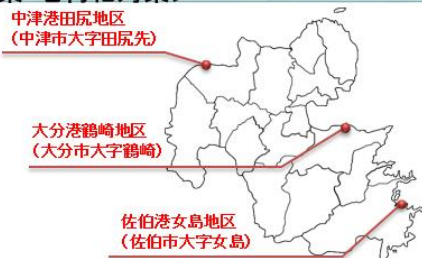 中津港田尻地区
(中津市大字田尻先)
大分港鶴崎地区
(大分市大字鶴崎)
佐伯港女島地区
(佐伯市大字女島)